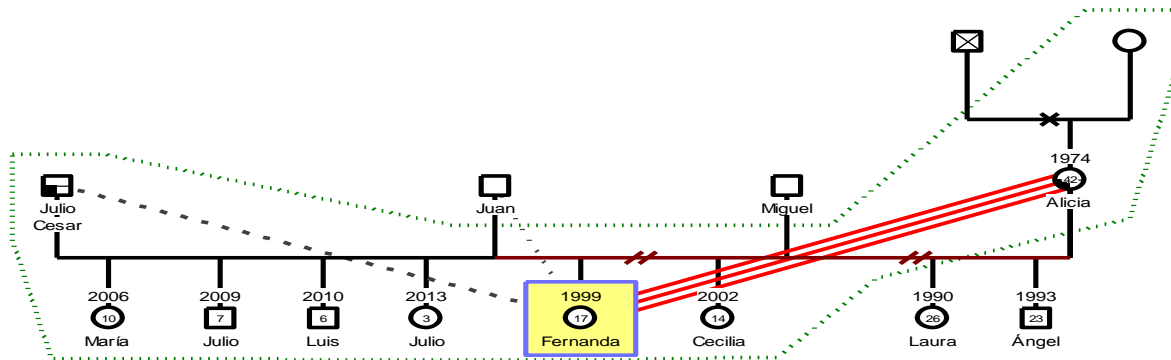 1974
42
Alicia
Julio
Cesar
Juan
Miguel
2006
10
María
2009
7
Julio
2010
6
Luis
2013
3
Julio
1999
17
Fernanda
2002
14
Cecilia
1990
26
Laura
1993
23
Ángel